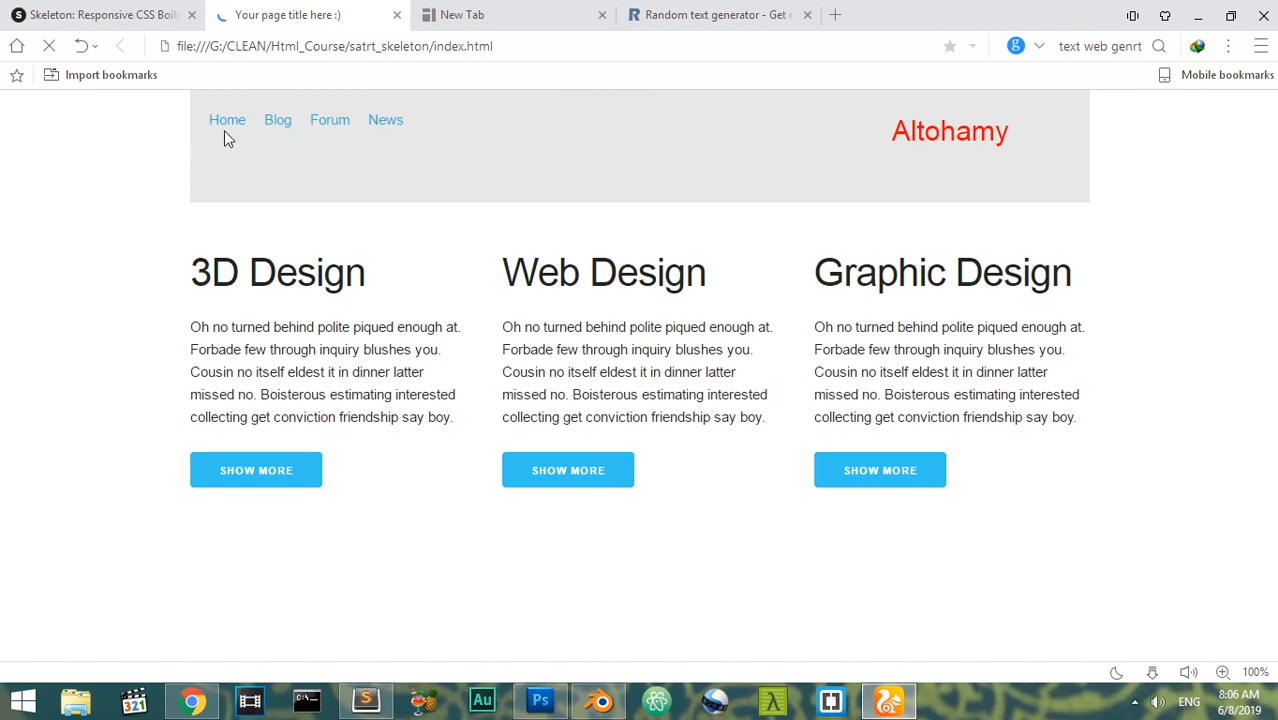 Skeleton: Responsive CSS Boil
Your page title here :)
New Tab
Random text generator - Get r
file:///G:/CLEAN/Html_Course/satrt_skeleton/index.html
text web genrt
Import bookmarks
Mobile bookmarks
Home Blog Forum News
Altohamy
3D Design
Oh no turned behind polite piqued enough at.
Forbade few through inquiry blushes you.
Cousin no itself eldest it in dinner latter
missed no. Boisterous estimating interested
collecting get conviction friendship say boy.
SHOW MORE
Web Design
Oh no turned behind polite piqued enough at.
Forbade few through inquiry blushes you.
Cousin no itself eldest it in dinner latter
missed no. Boisterous estimating interested
collecting get conviction friendship say boy.
SHOW MORE
Graphic Design
Oh no turned behind polite piqued enough at.
Forbade few through inquiry blushes you.
Cousin no itself eldest it in dinner latter
missed no. Boisterous estimating interested
collecting get conviction friendship say boy.
SHOW MORE
100%
321
Au
Ps
ENG
8:06 AM
6/8/2019